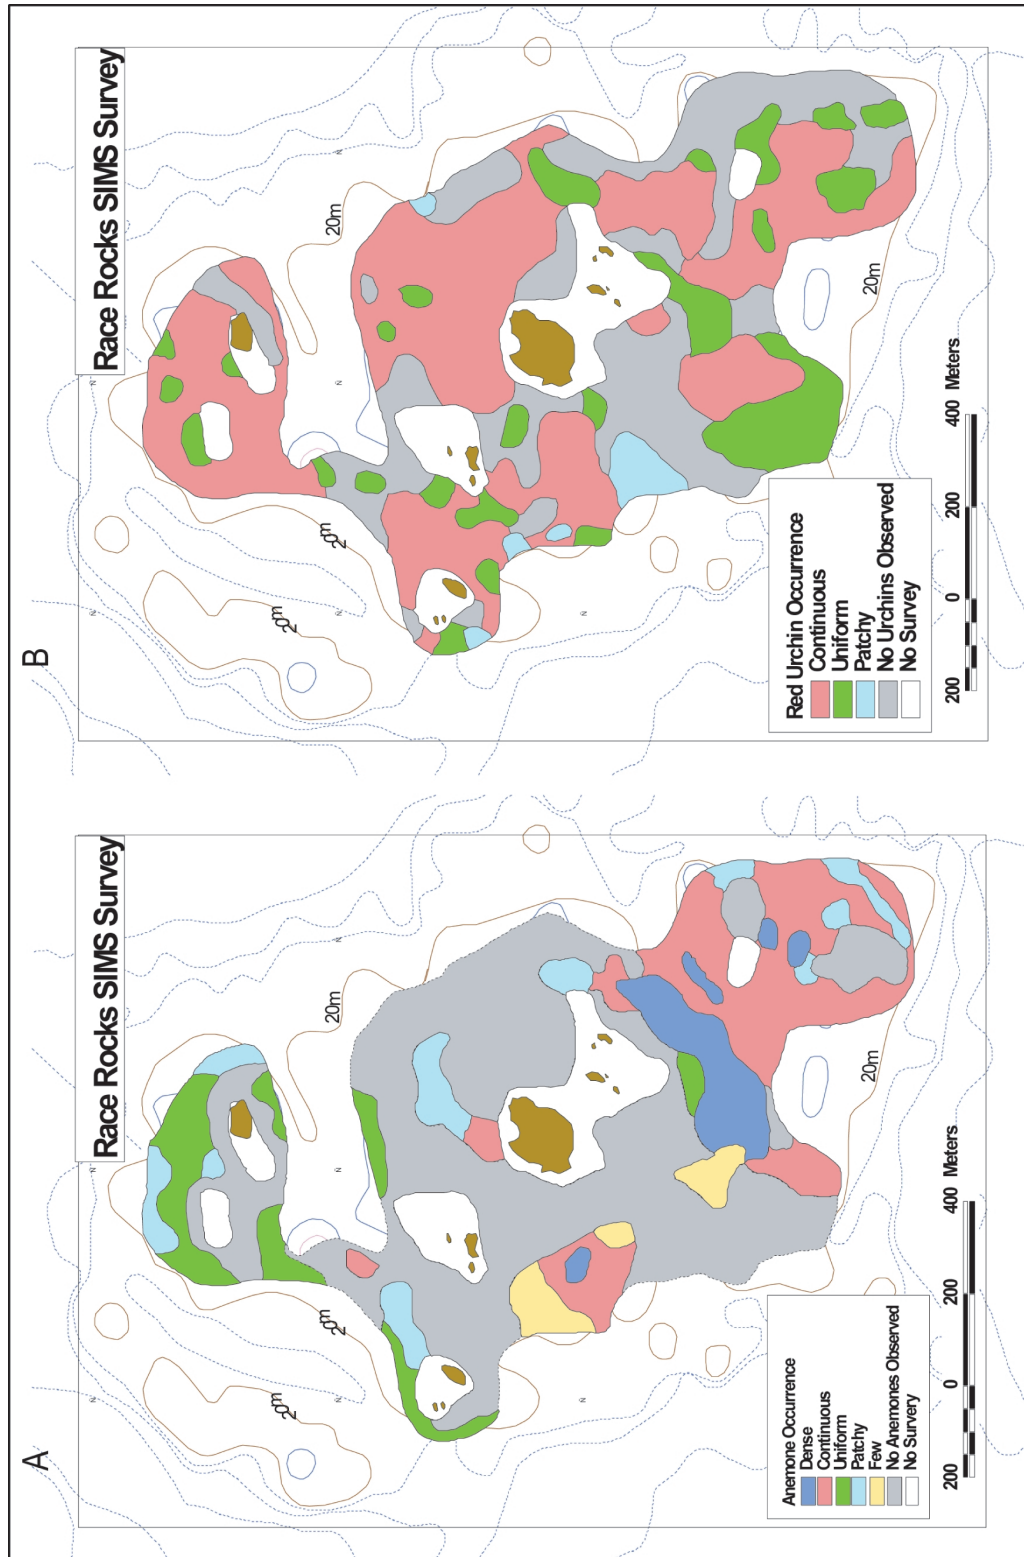 A
Race Rocks SIMS Survey
20m
20m
20m
20m
N
N
N
N
Anemone Occurrence
Dense
Continuous
Uniform
Patchy
Few
No Anemones Observed
No Survery
200 0 200 400 Meters
B
Race Rocks SIMS Survey
20m
20m
20m
20m
N
N
N
N
Red Urchin Occurrence
Continuous
Uniform
Patchy
No Urchins Observed
No Survey
200 0 200 400 Meters